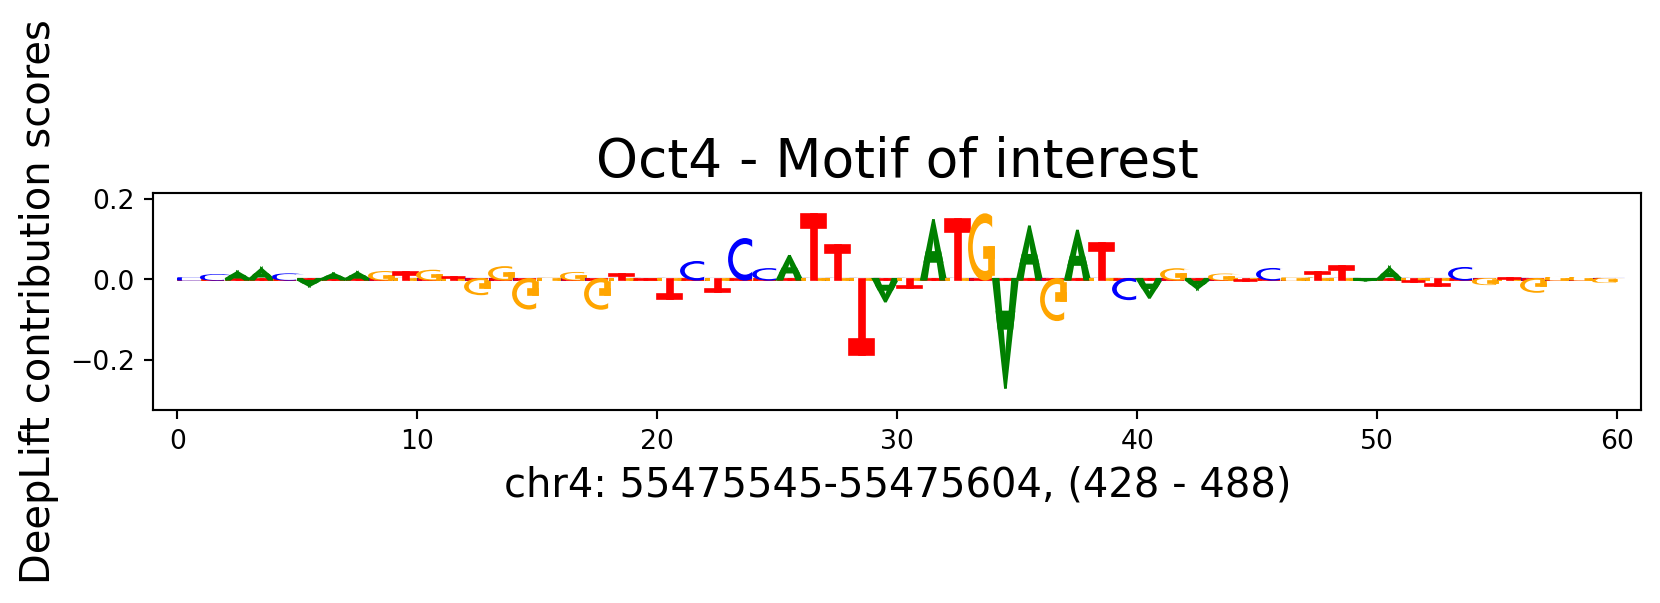 Oct4 - Motif of interest
DeepLift contribution scores
0.2
0.0
−0.2
0 10 20 30 40 50 60
chr4: 55475545-55475604, (428 - 488)